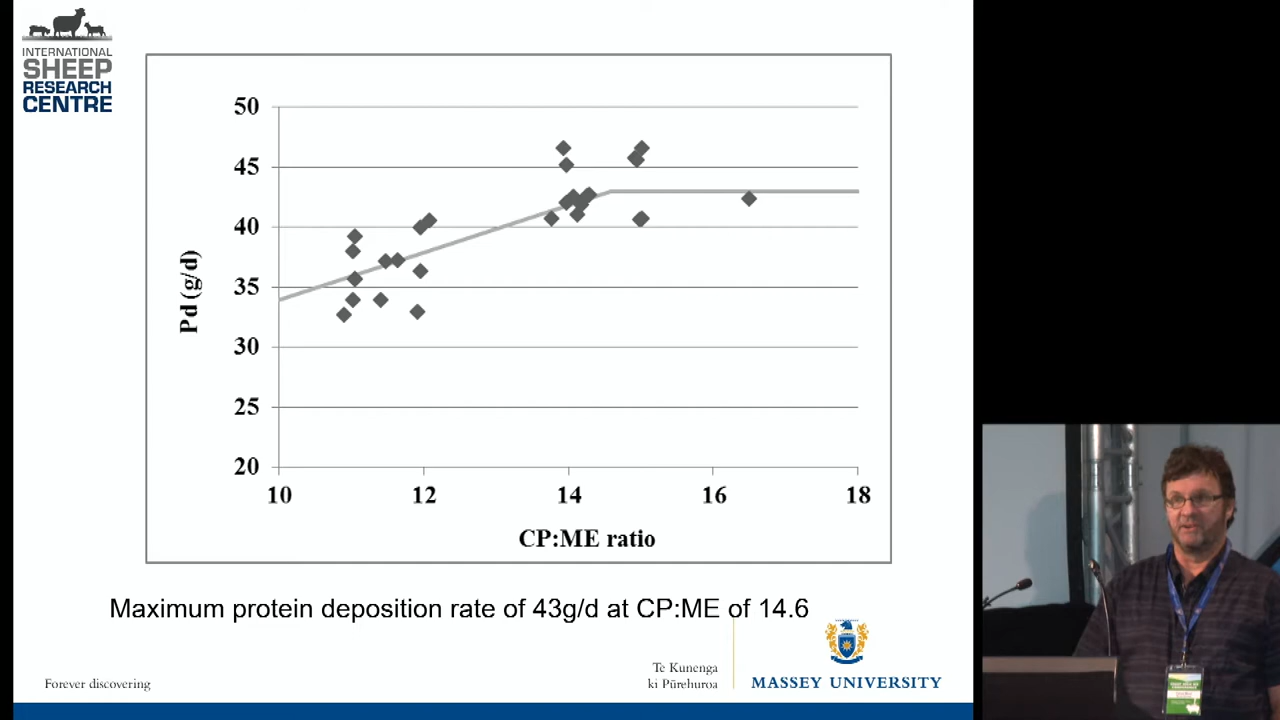 INTERNATIONAL
SHEEP
RESEARCH
CENTRE
50
45
40
35
30
25
20
Pd (g/d)
10 12 14 16 18
CP:ME ratio
Maximum protein deposition rate of 43g/d at CP:ME of 14.6
Forever discovering
Te Kunenga
ki Pūrehuroa
MASSEY UNIVERSITY